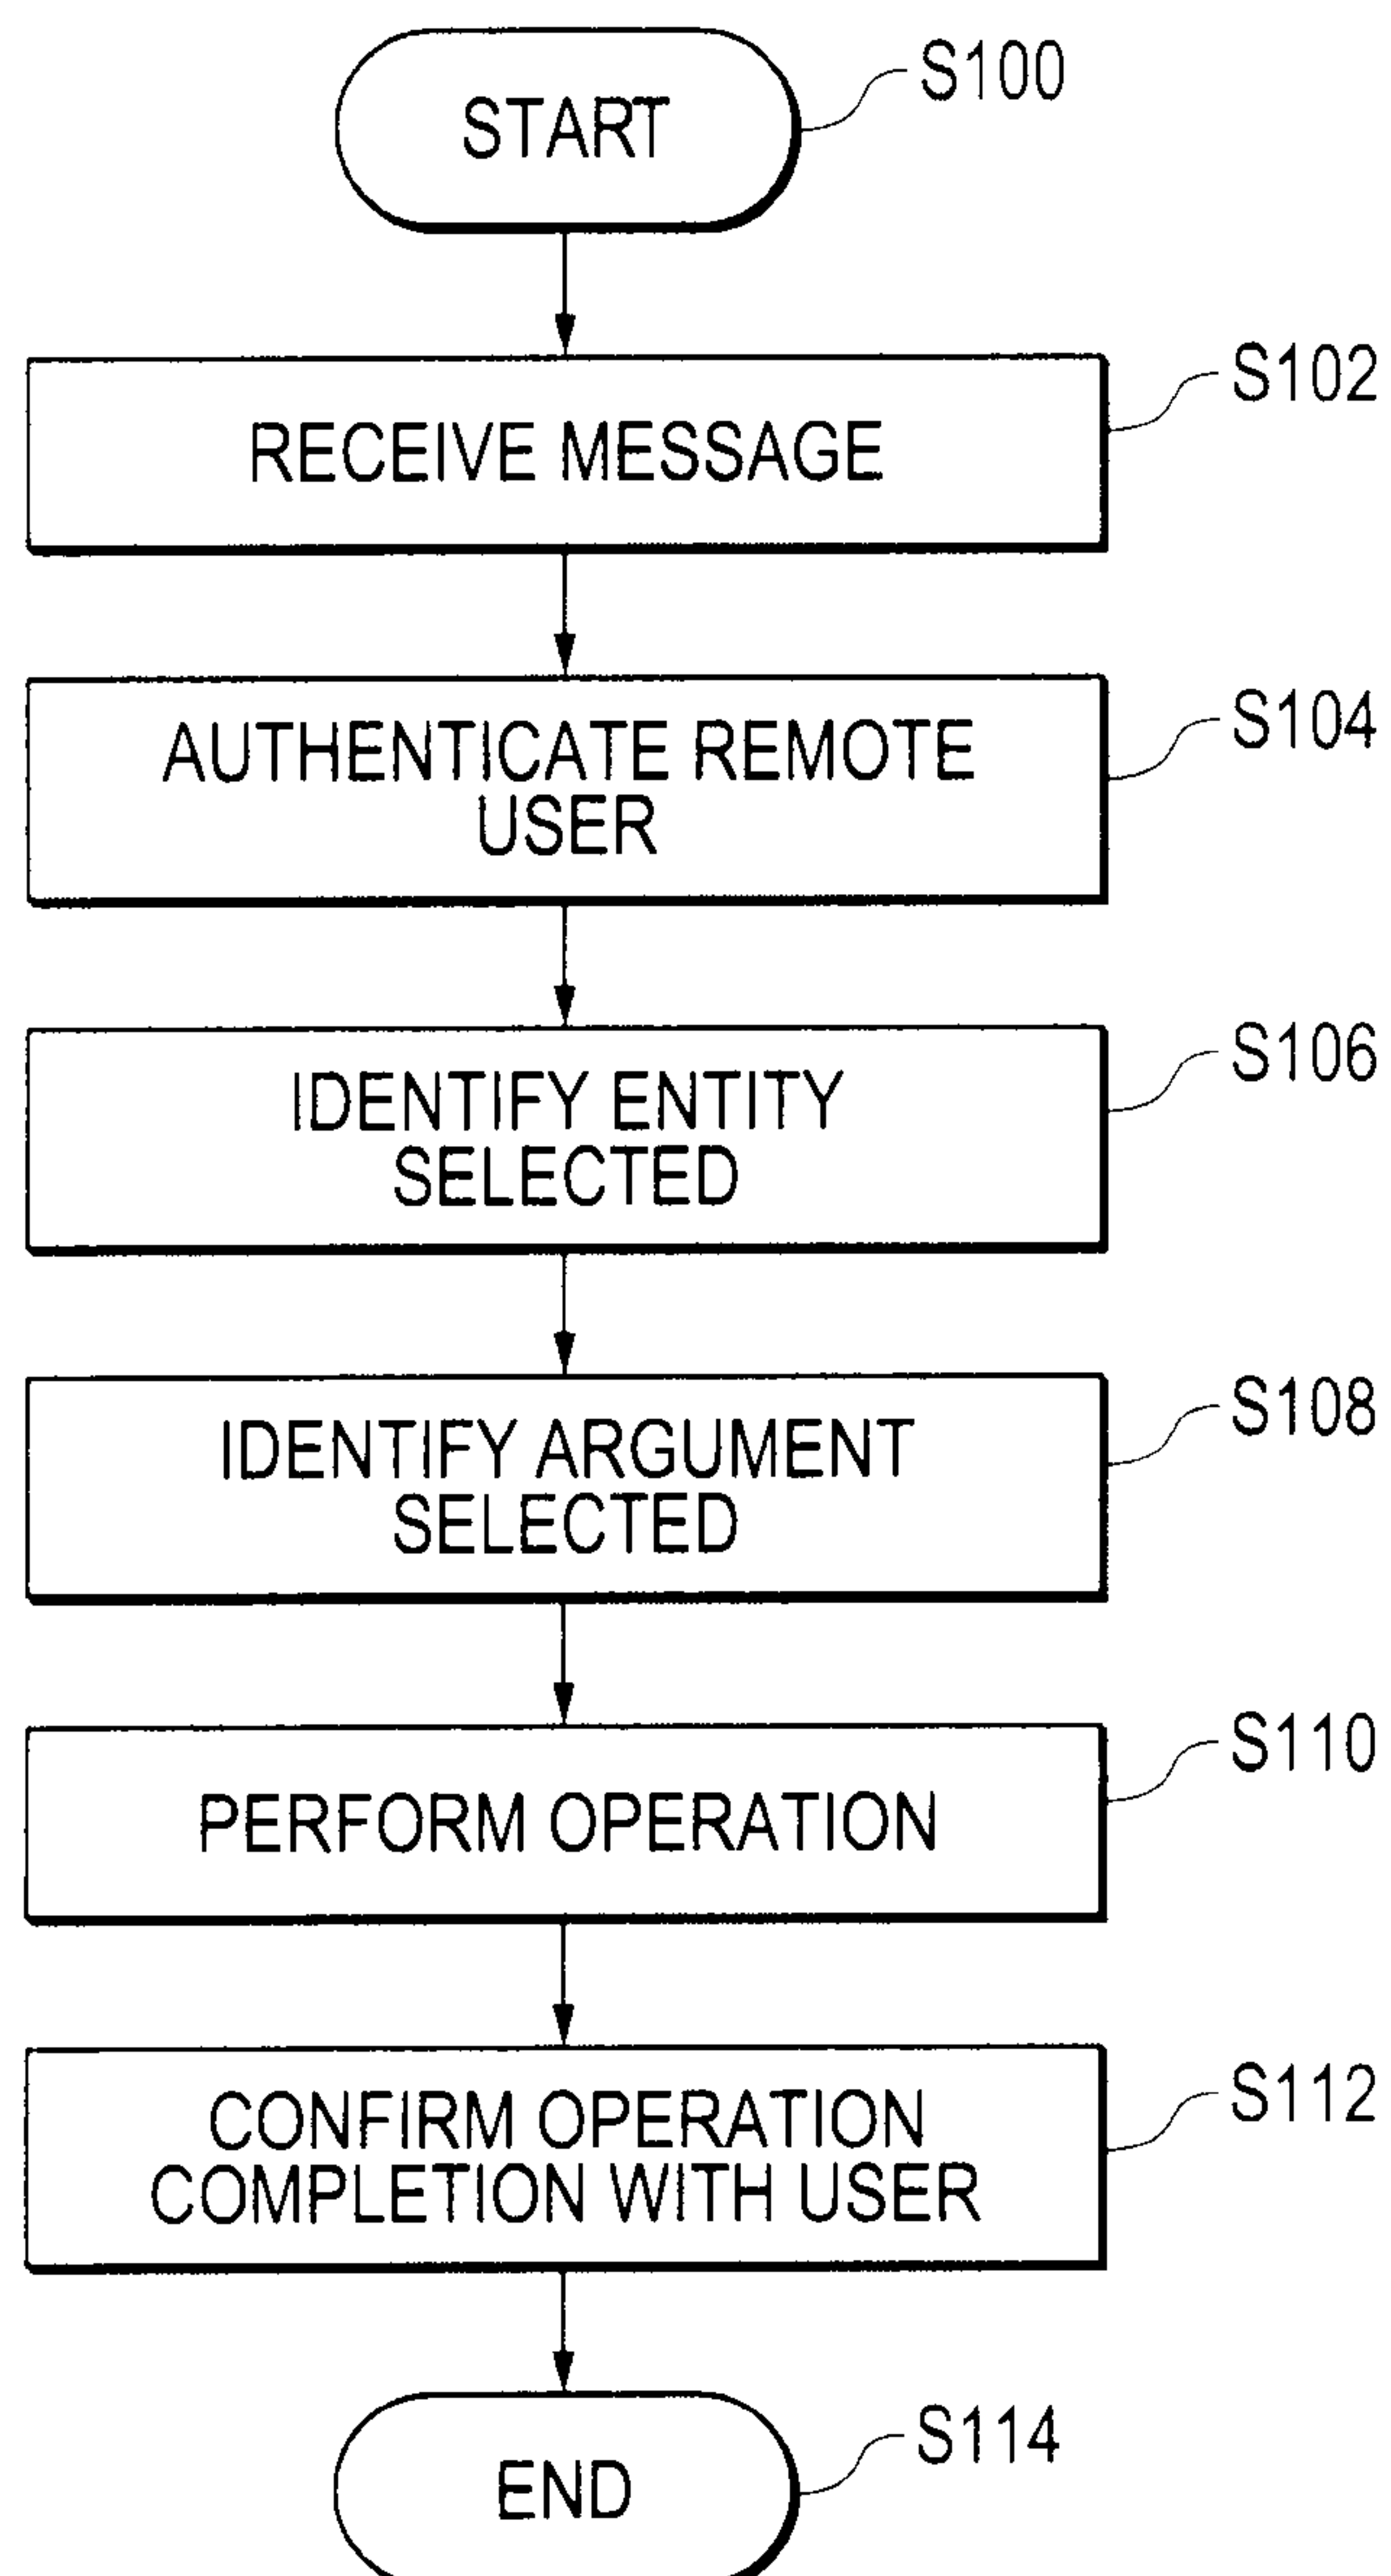 START
S100
RECEIVE MESSAGE
S102
AUTHENTICATE REMOTE
USER
S104
IDENTIFY ENTITY
SELECTED
S106
IDENTIFY ARGUMENT
SELECTED
S108
PERFORM OPERATION
S110
CONFIRM OPERATION
COMPLETION WITH USER
S112
END
S114